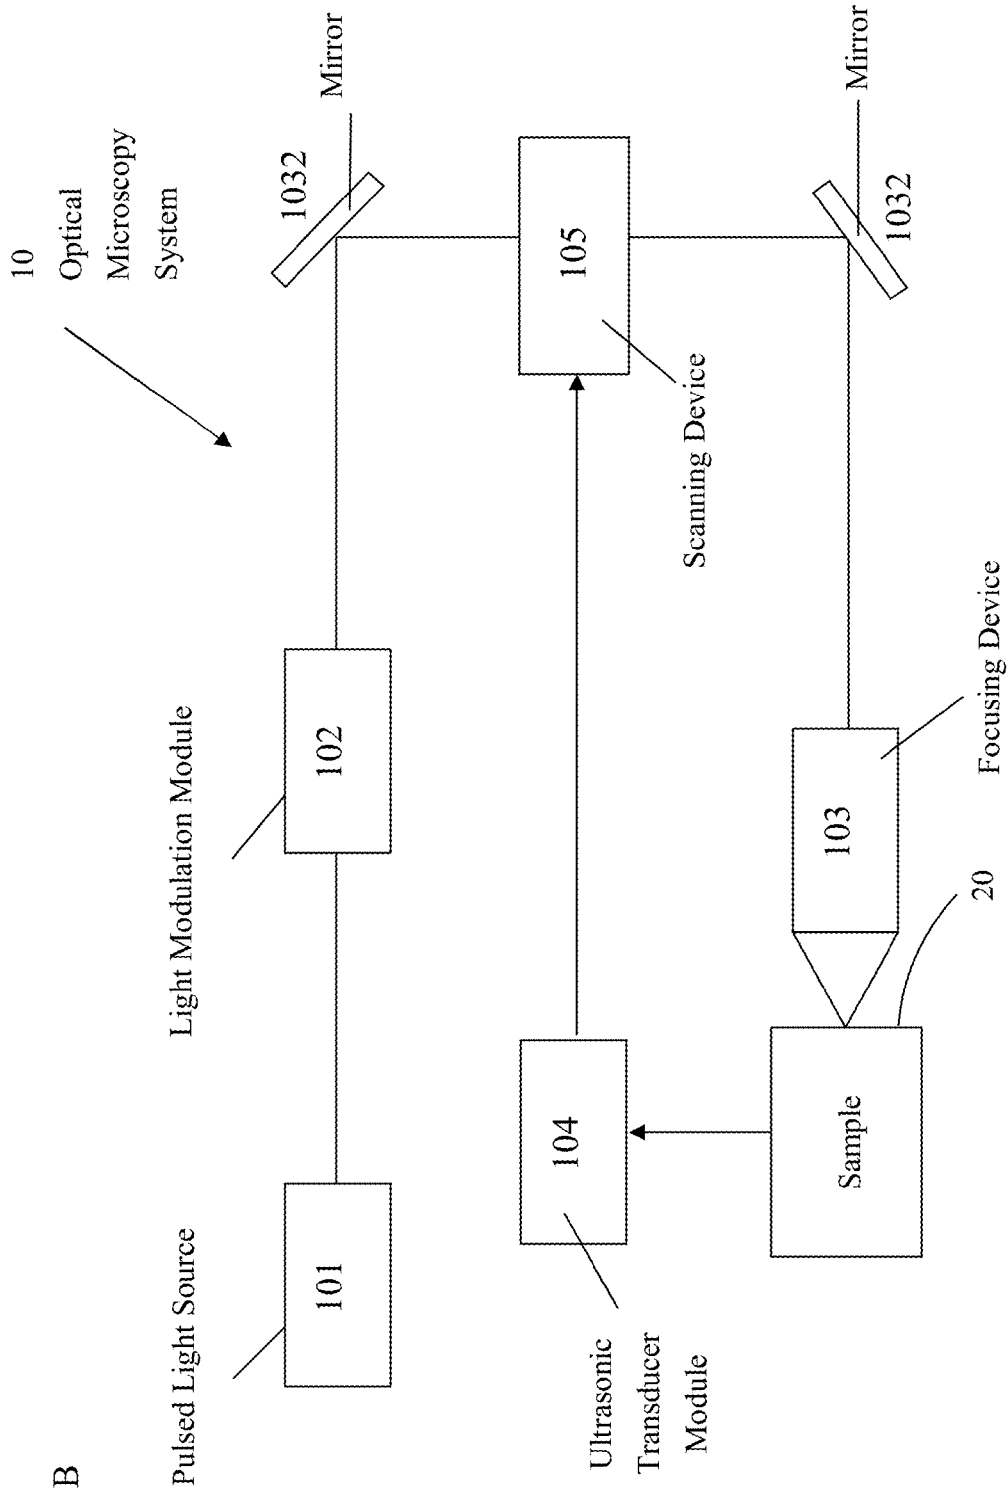 B
10
Optical
Microscopy
System
Pulsed Light Source
Light Modulation Module
101
102
1032
Mirror
Ultrasonic
Transducer
Module
104
105
Scanning Device
Sample
103
1032
Mirror
20
Focusing Device